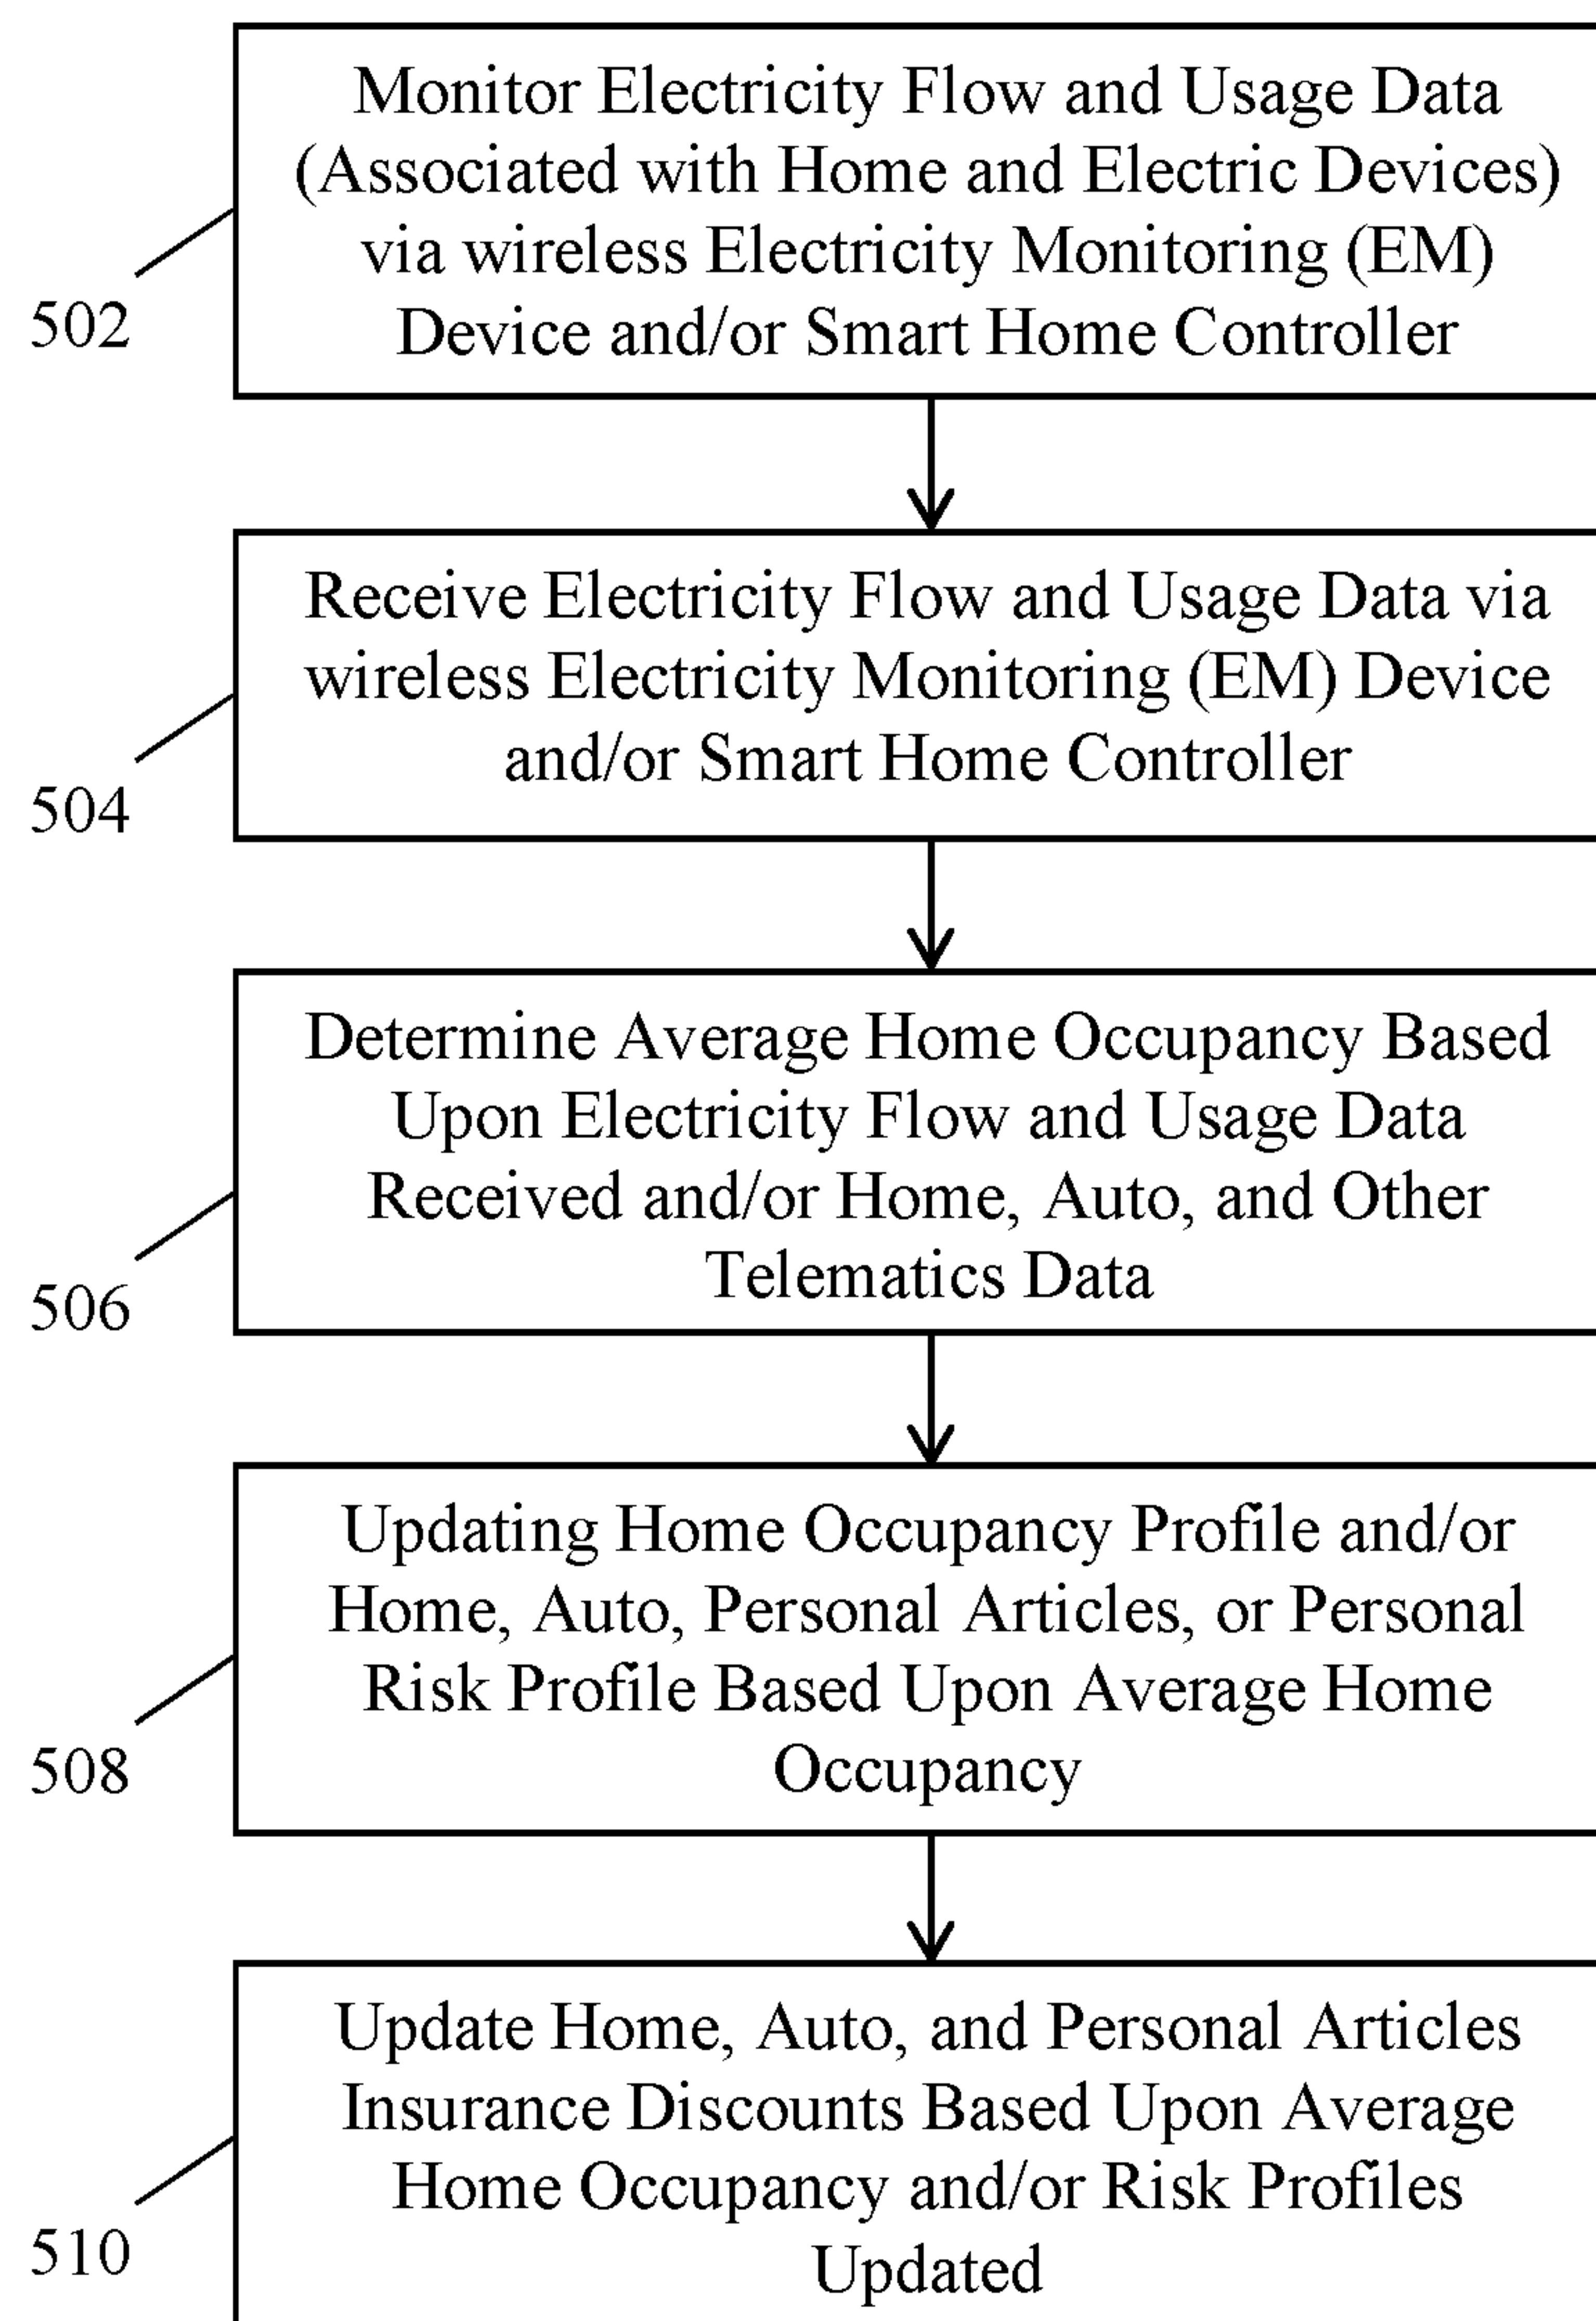 Monitor Electricity Flow and Usage Data
(Associated with Home and Electric Devices)
via wireless Electricity Monitoring (EM)
Device and/or Smart Home Controller
502
Receive Electricity Flow and Usage Data via
wireless Electricity Monitoring (EM) Device
and/or Smart Home Controller
504
Determine Average Home Occupancy Based
Upon Electricity Flow and Usage Data
Received and/or Home, Auto, and Other
Telematics Data
506
Updating Home Occupancy Profile and/or
Home, Auto, Personal Articles, or Personal
Risk Profile Based Upon Average Home
Occupancy
508
Update Home, Auto, and Personal Articles
Insurance Discounts Based Upon Average
Home Occupancy and/or Risk Profiles
Updated
510